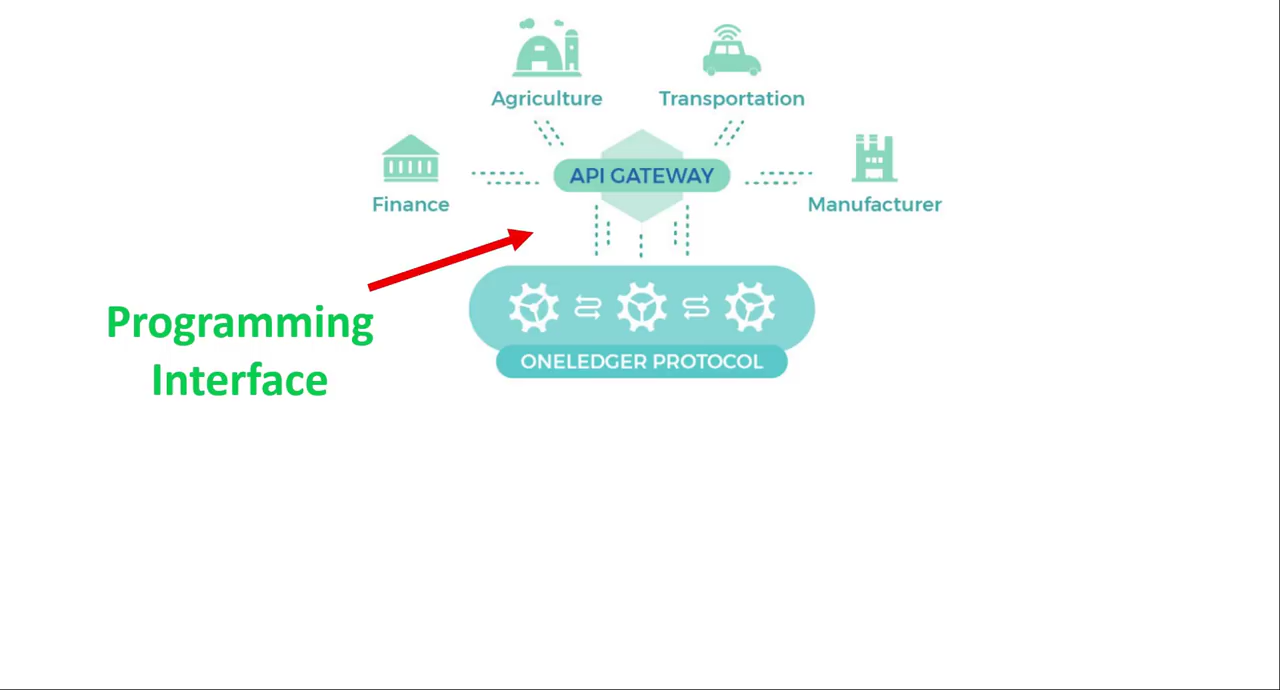 Agriculture
Transportation
API GATEWAY
Finance
Manufacturer
Programming
Interface
ONELEDGER PROTOCOL